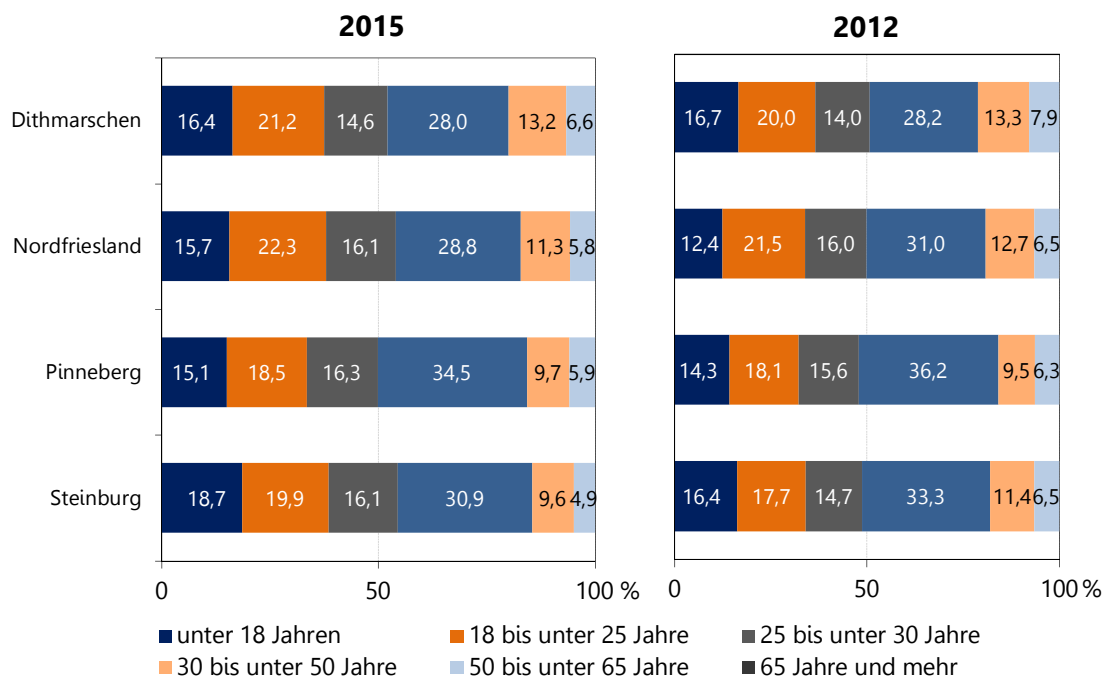 2015 2012
Dithmarschen 16,4 21,2 14,6 28,0 13,2 6,6 16,7 20,0 14,0 28,2 13,3 7,9
Nordfriesland 15,7 22,3 16,1 28,8 11,3 5,8 12,4 21,5 16,0 31,0 12,7 6,5
Pinneberg 15,1 18,5 16,3 34,5 9,7 5,9 14,3 18,1 15,6 36,2 9,5 6,3
Steinburg 18,7 19,9 16,1 30,9 9,6 4,9 16,4 17,7 14,7 33,3 11,4 6,5
0 50 100 % 0 50 100 %
unter 18 Jahren 18 bis unter 25 Jahre 25 bis unter 30 Jahre
30 bis unter 50 Jahre 50 bis unter 65 Jahre 65 Jahre und mehr